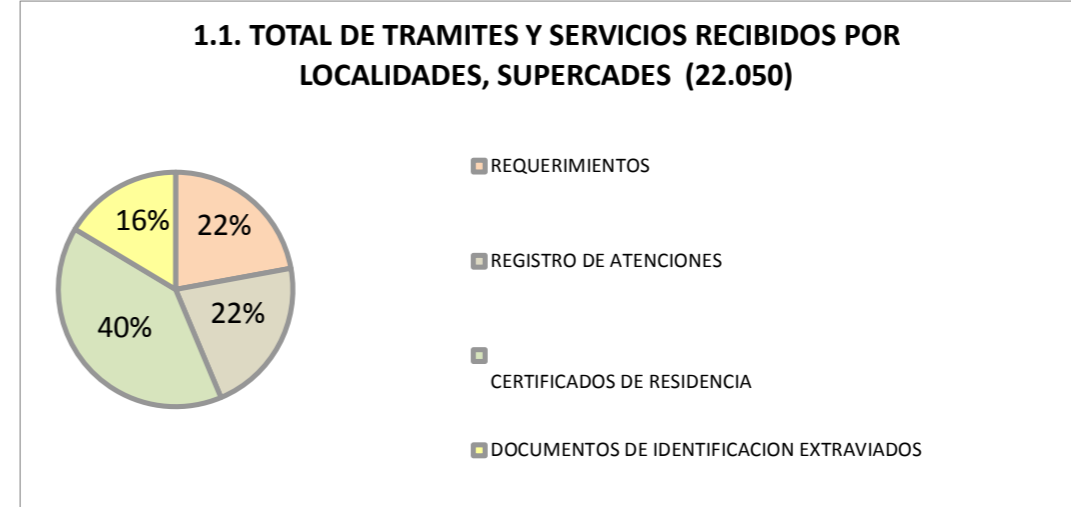 1.1. TOTAL DE TRAMITES Y SERVICIOS RECIBIDOS POR
LOCALIDADES, SUPERCADES (22.050)
16%
22%
40%
22%
REQUERIMIENTOS
REGISTRO DE ATENCIONES
CERTIFICADOS DE RESIDENCIA
DOCUMENTOS DE IDENTIFICACION EXTRAVIADOS